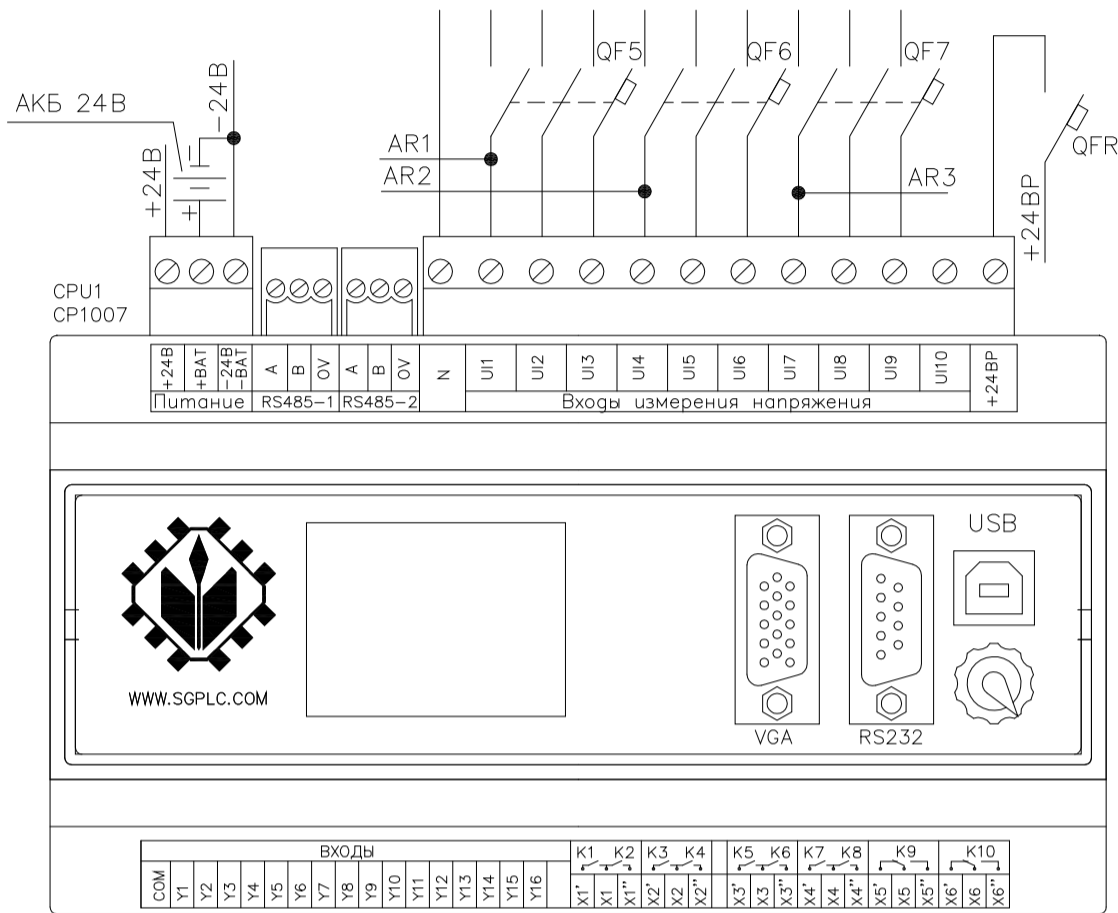 QF5 QF6 QF7
АКБ 24В
-24В
+24В
QFR
AR1
AR2
AR3
+24ВР
CPU1
CP1007
+24В +BAT -24В -BAT A B 0V A B 0V N UI1 UI2 UI3 UI4 UI5 UI6 UI7 UI8 UI9 UI10 +24ВР
Питание RS485-1 RS485-2 Входы измерения напряжения
USB
WWW.SGPLC.COM
VGA RS232
ВХОДЫ K1 K2 K3 K4 K5 K6 K7 K8 K9 K10
COM Y1 Y2 Y3 Y4 Y5 Y6 Y7 Y8 Y9 Y10 Y11 Y12 Y13 Y14 Y15 Y16 X1' X1 X1'' X2' X2 X2'' X3' X3 X3'' X4' X4 X4'' X5' X5 X5'' X6' X6 X6''